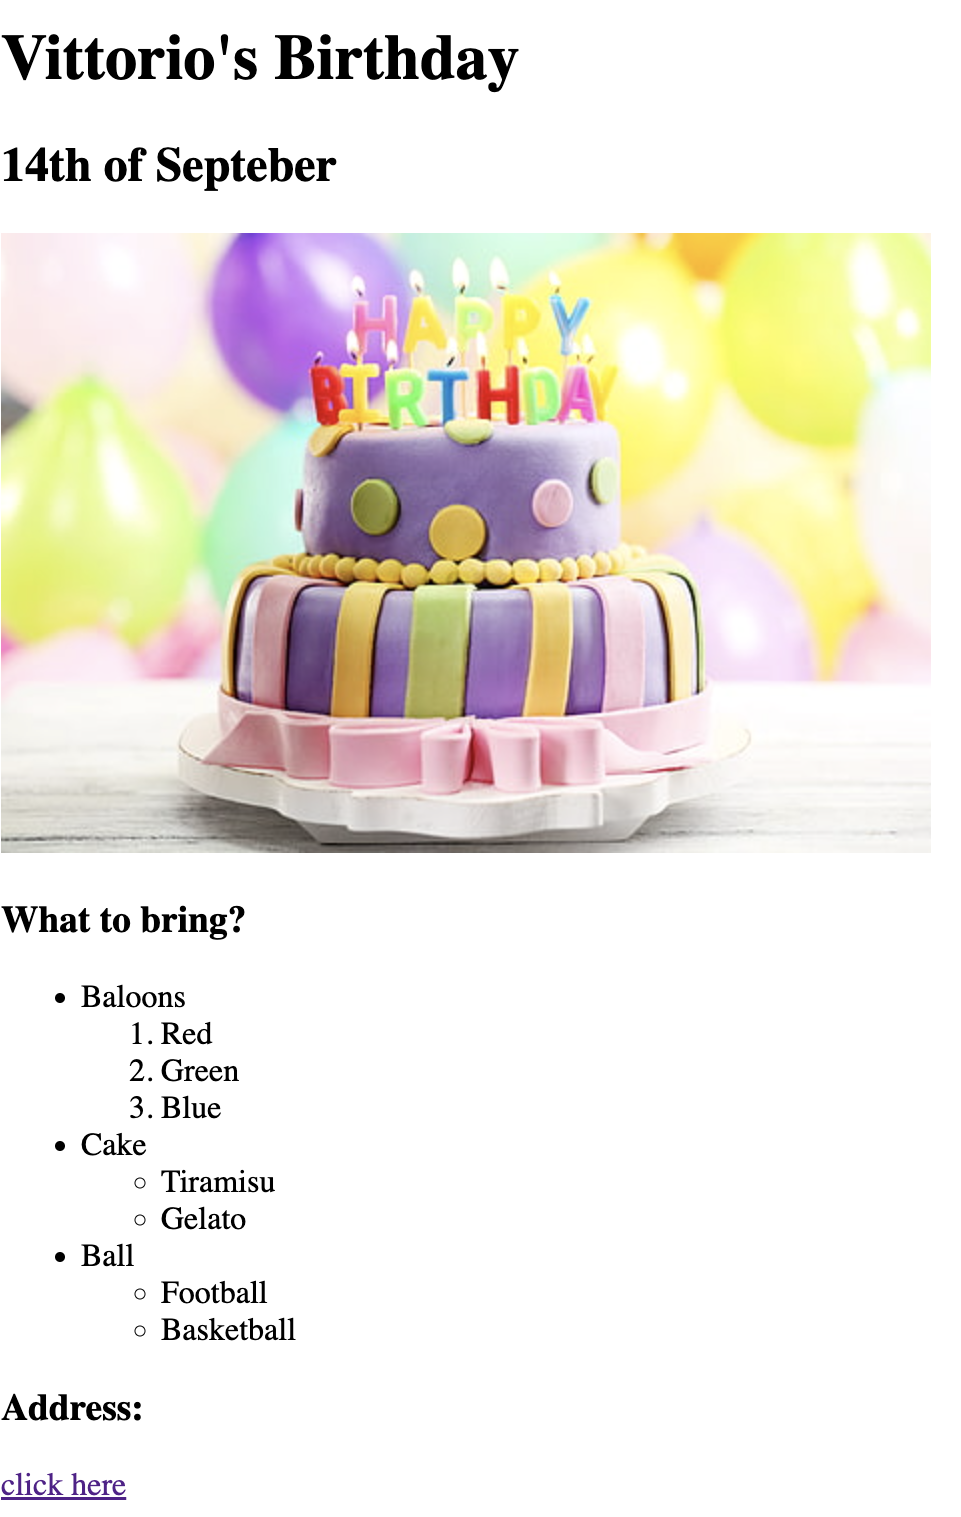 Vittorio's Birthday
14th of Septeber
HAPPY
BIRTHDAY
What to bring?
• Baloons
1. Red
2. Green
3. Blue
• Cake
◦ Tiramisu
◦ Gelato
• Ball
◦ Football
◦ Basketball
Address:
click here